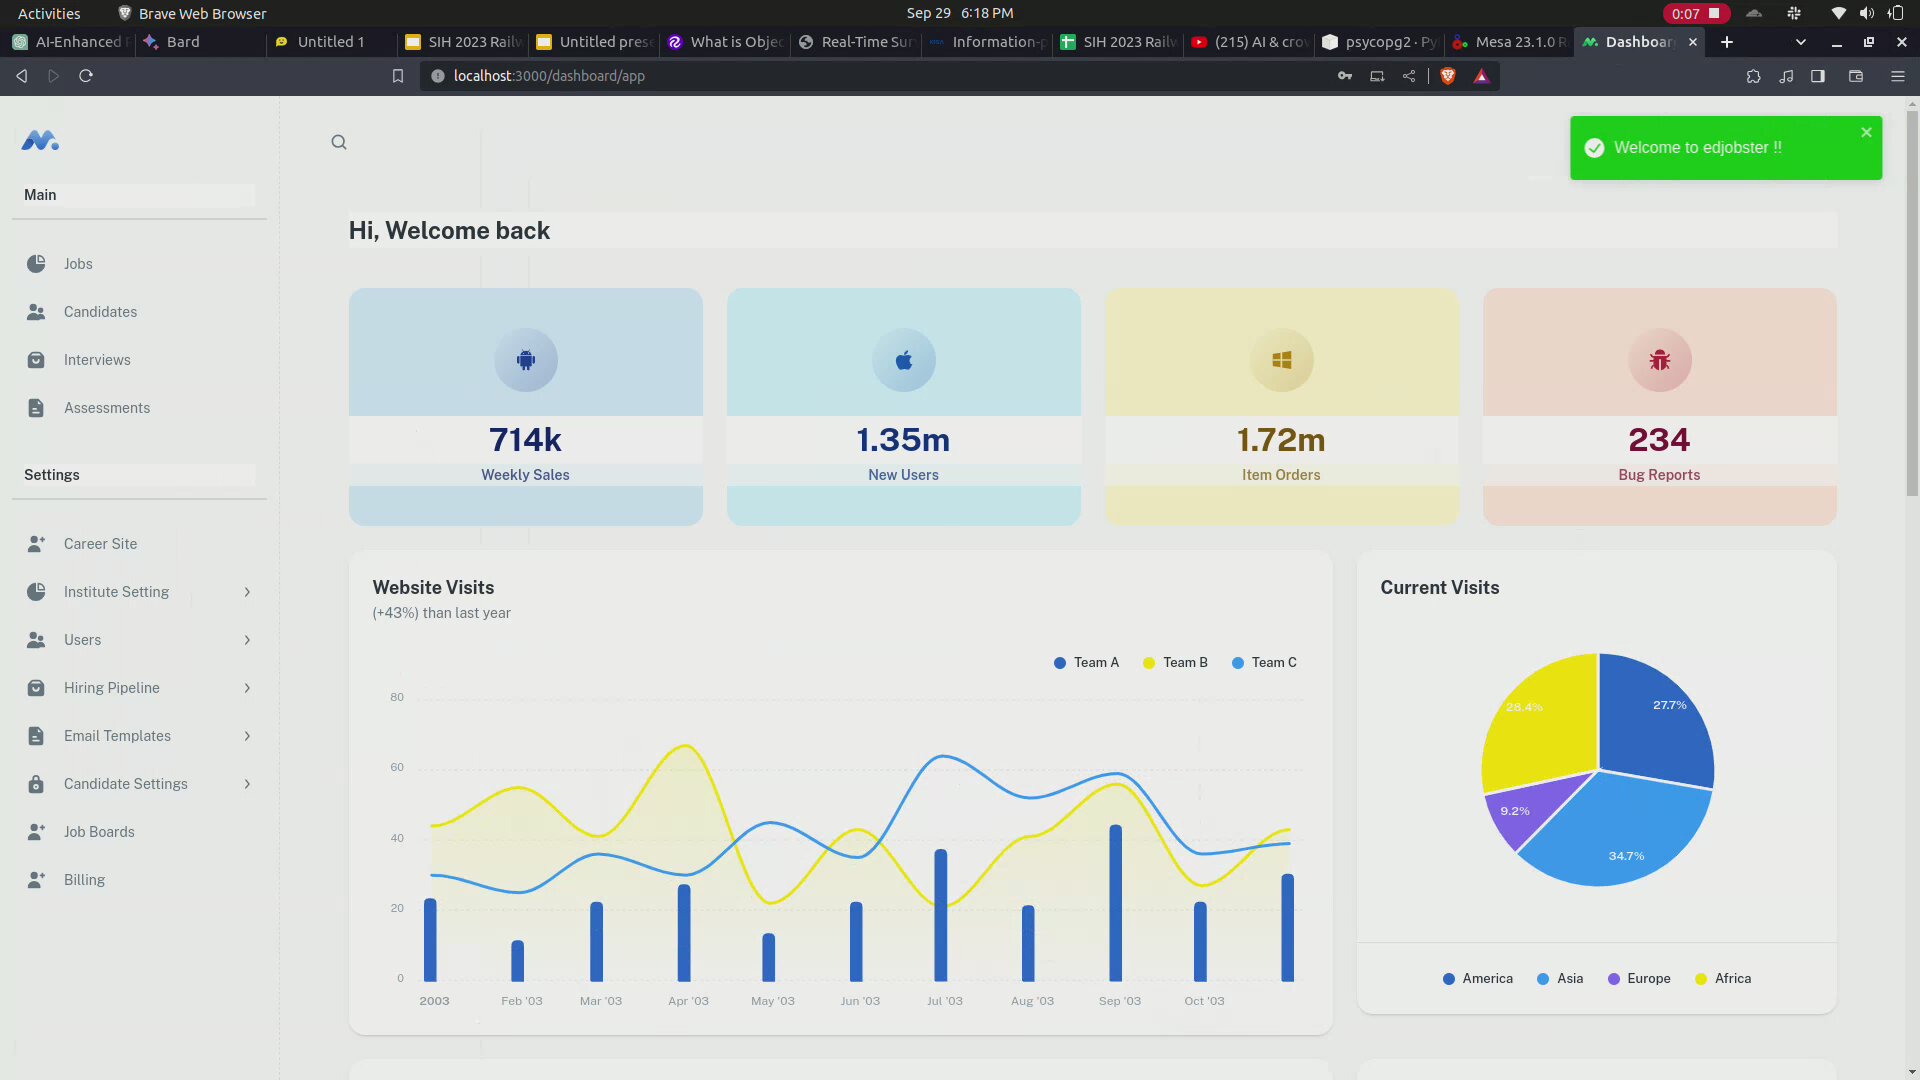 Activities
Brave Web Browser
Sep 29 6:18 PM
0:07
AI-Enhanced
Bard
Untitled 1
SIH 2023 Railw
Untitled prese
What is Objec
Real-Time Sur
Information-p
SIH 2023 Railw
(215) AI & crow
psycopg2 · Py
Mesa 23.1.0 R
Dashboar
localhost:3000/dashboard/app
Welcome to edjobster !!
Main
Jobs
Candidates
Interviews
Assessments
Settings
Career Site
Institute Setting
Users
Hiring Pipeline
Email Templates
Candidate Settings
Job Boards
Billing
Hi, Welcome back
714k
Weekly Sales
1.35m
New Users
1.72m
Item Orders
234
Bug Reports
Website Visits
(+43%) than last year
Team A Team B Team C
80
60
40
20
0
2003 Feb '03 Mar '03 Apr '03 May '03 Jun '03 Jul '03 Aug '03 Sep '03 Oct '03
Current Visits
28.4%
27.7%
9.2%
34.7%
America Asia Europe Africa